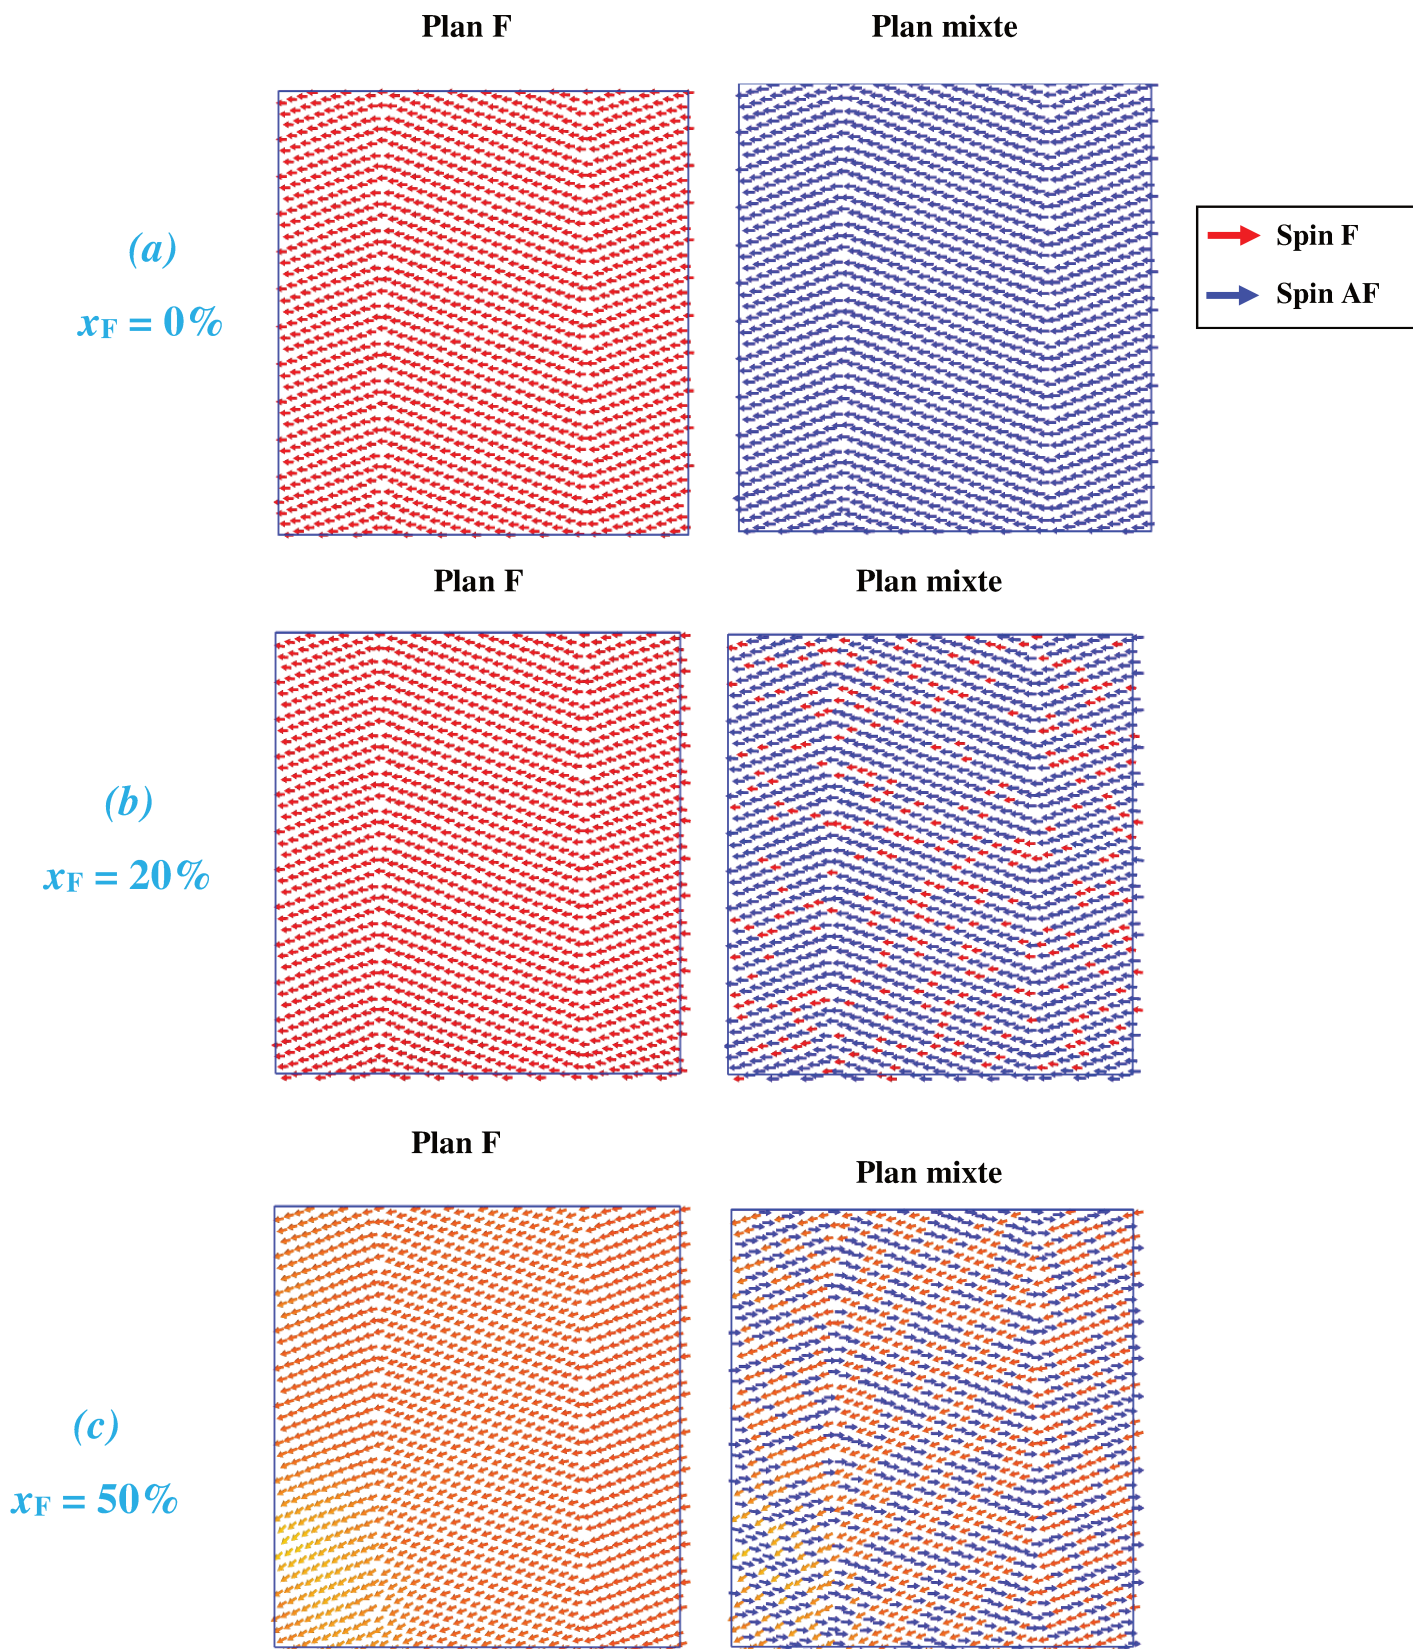 Plan F
Plan mixte
(a)
xF = 0%
Spin F
Spin AF
Plan F
Plan mixte
(b)
xF = 20%
Plan F
Plan mixte
(c)
xF = 50%